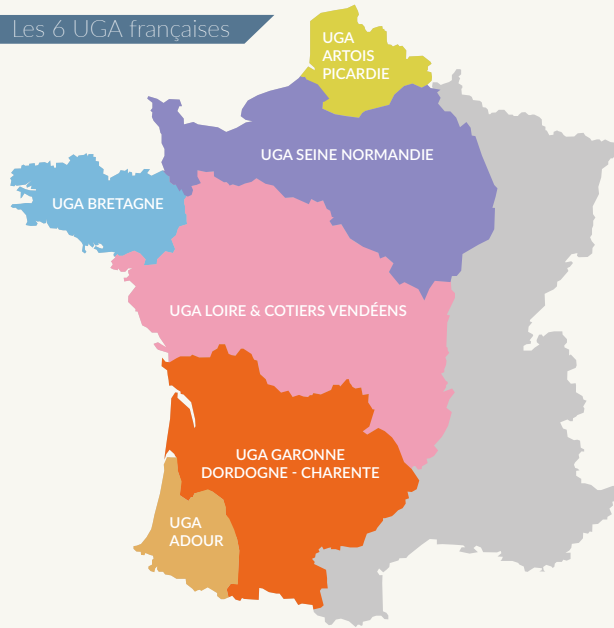 Les 6 UGA françaises
UGA
ARTOIS
PICARDIE
UGA SEINE NORMANDIE
UGA BRETAGNE
UGA LOIRE & COTIERS VENDÉENS
UGA GARONNE
DORDOGNE - CHARENTE
UGA
ADOUR